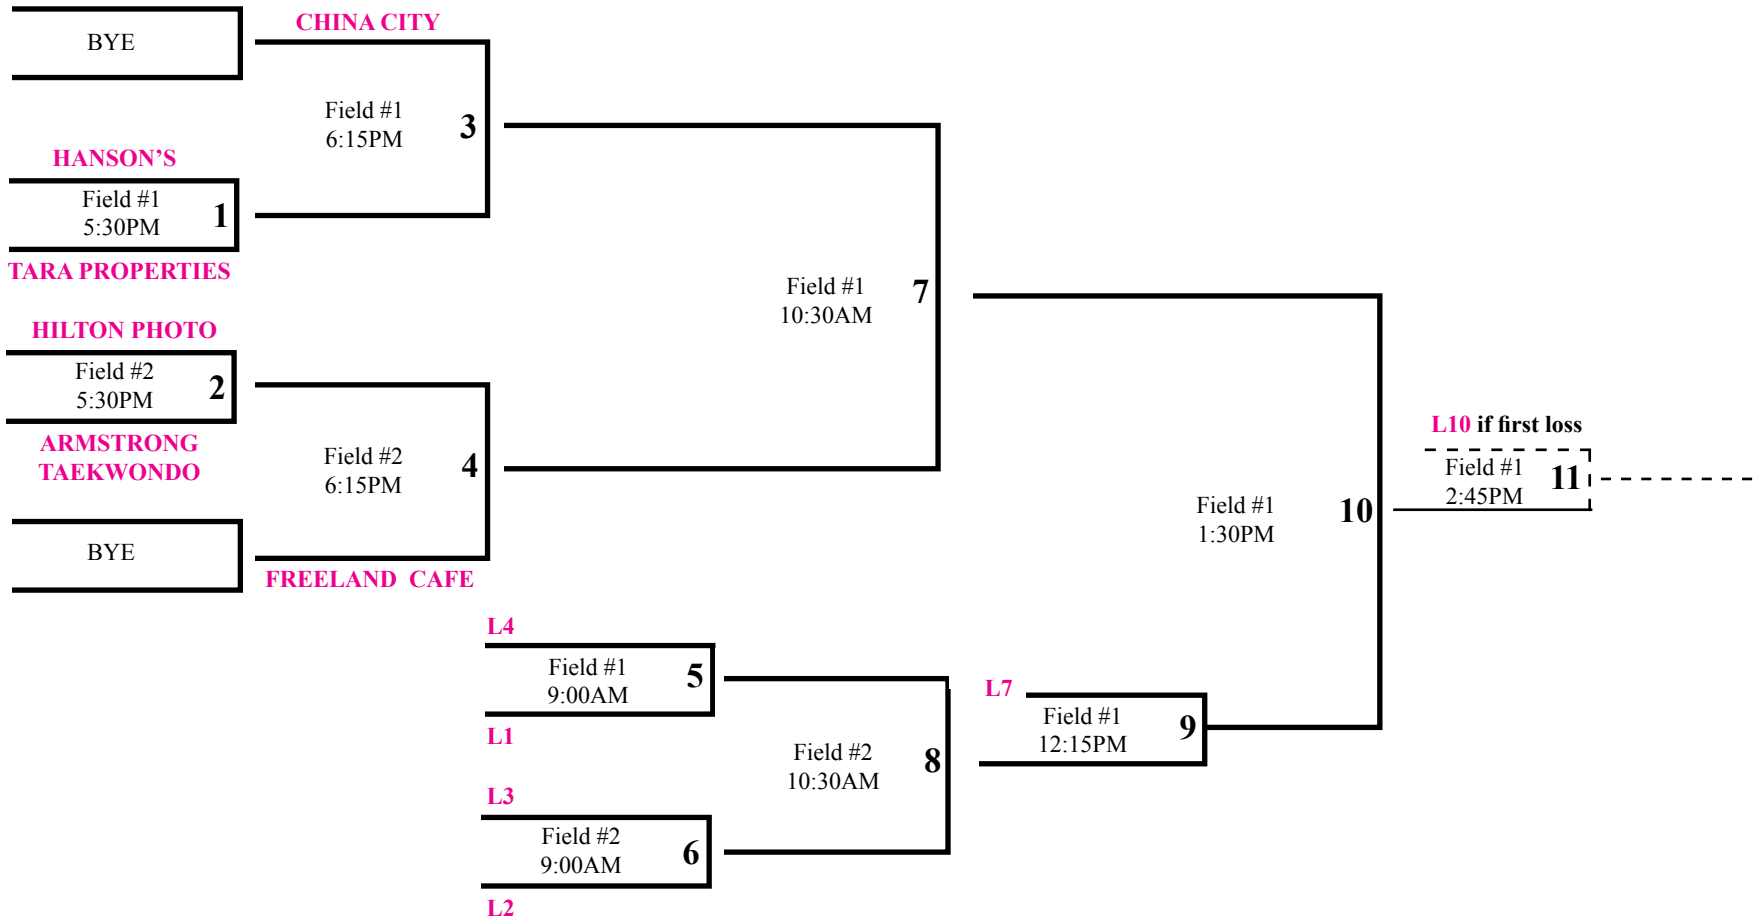 BYE
CHINA CITY
Field #1
6:15PM
3
HANSON'S
Field #1
5:30PM
1
TARA PROPERTIES
HILTON PHOTO
Field #2
5:30PM
2
ARMSTRONG
TAEKWONDO
Field #2
6:15PM
4
BYE
FREELAND CAFE
Field #1
10:30AM
7
L4
Field #1
9:00AM
5
L1
L3
Field #2
9:00AM
6
L2
Field #2
10:30AM
8
L7
Field #1
12:15PM
9
Field #1
1:30PM
10
L10 if first loss
Field #1
2:45PM
11